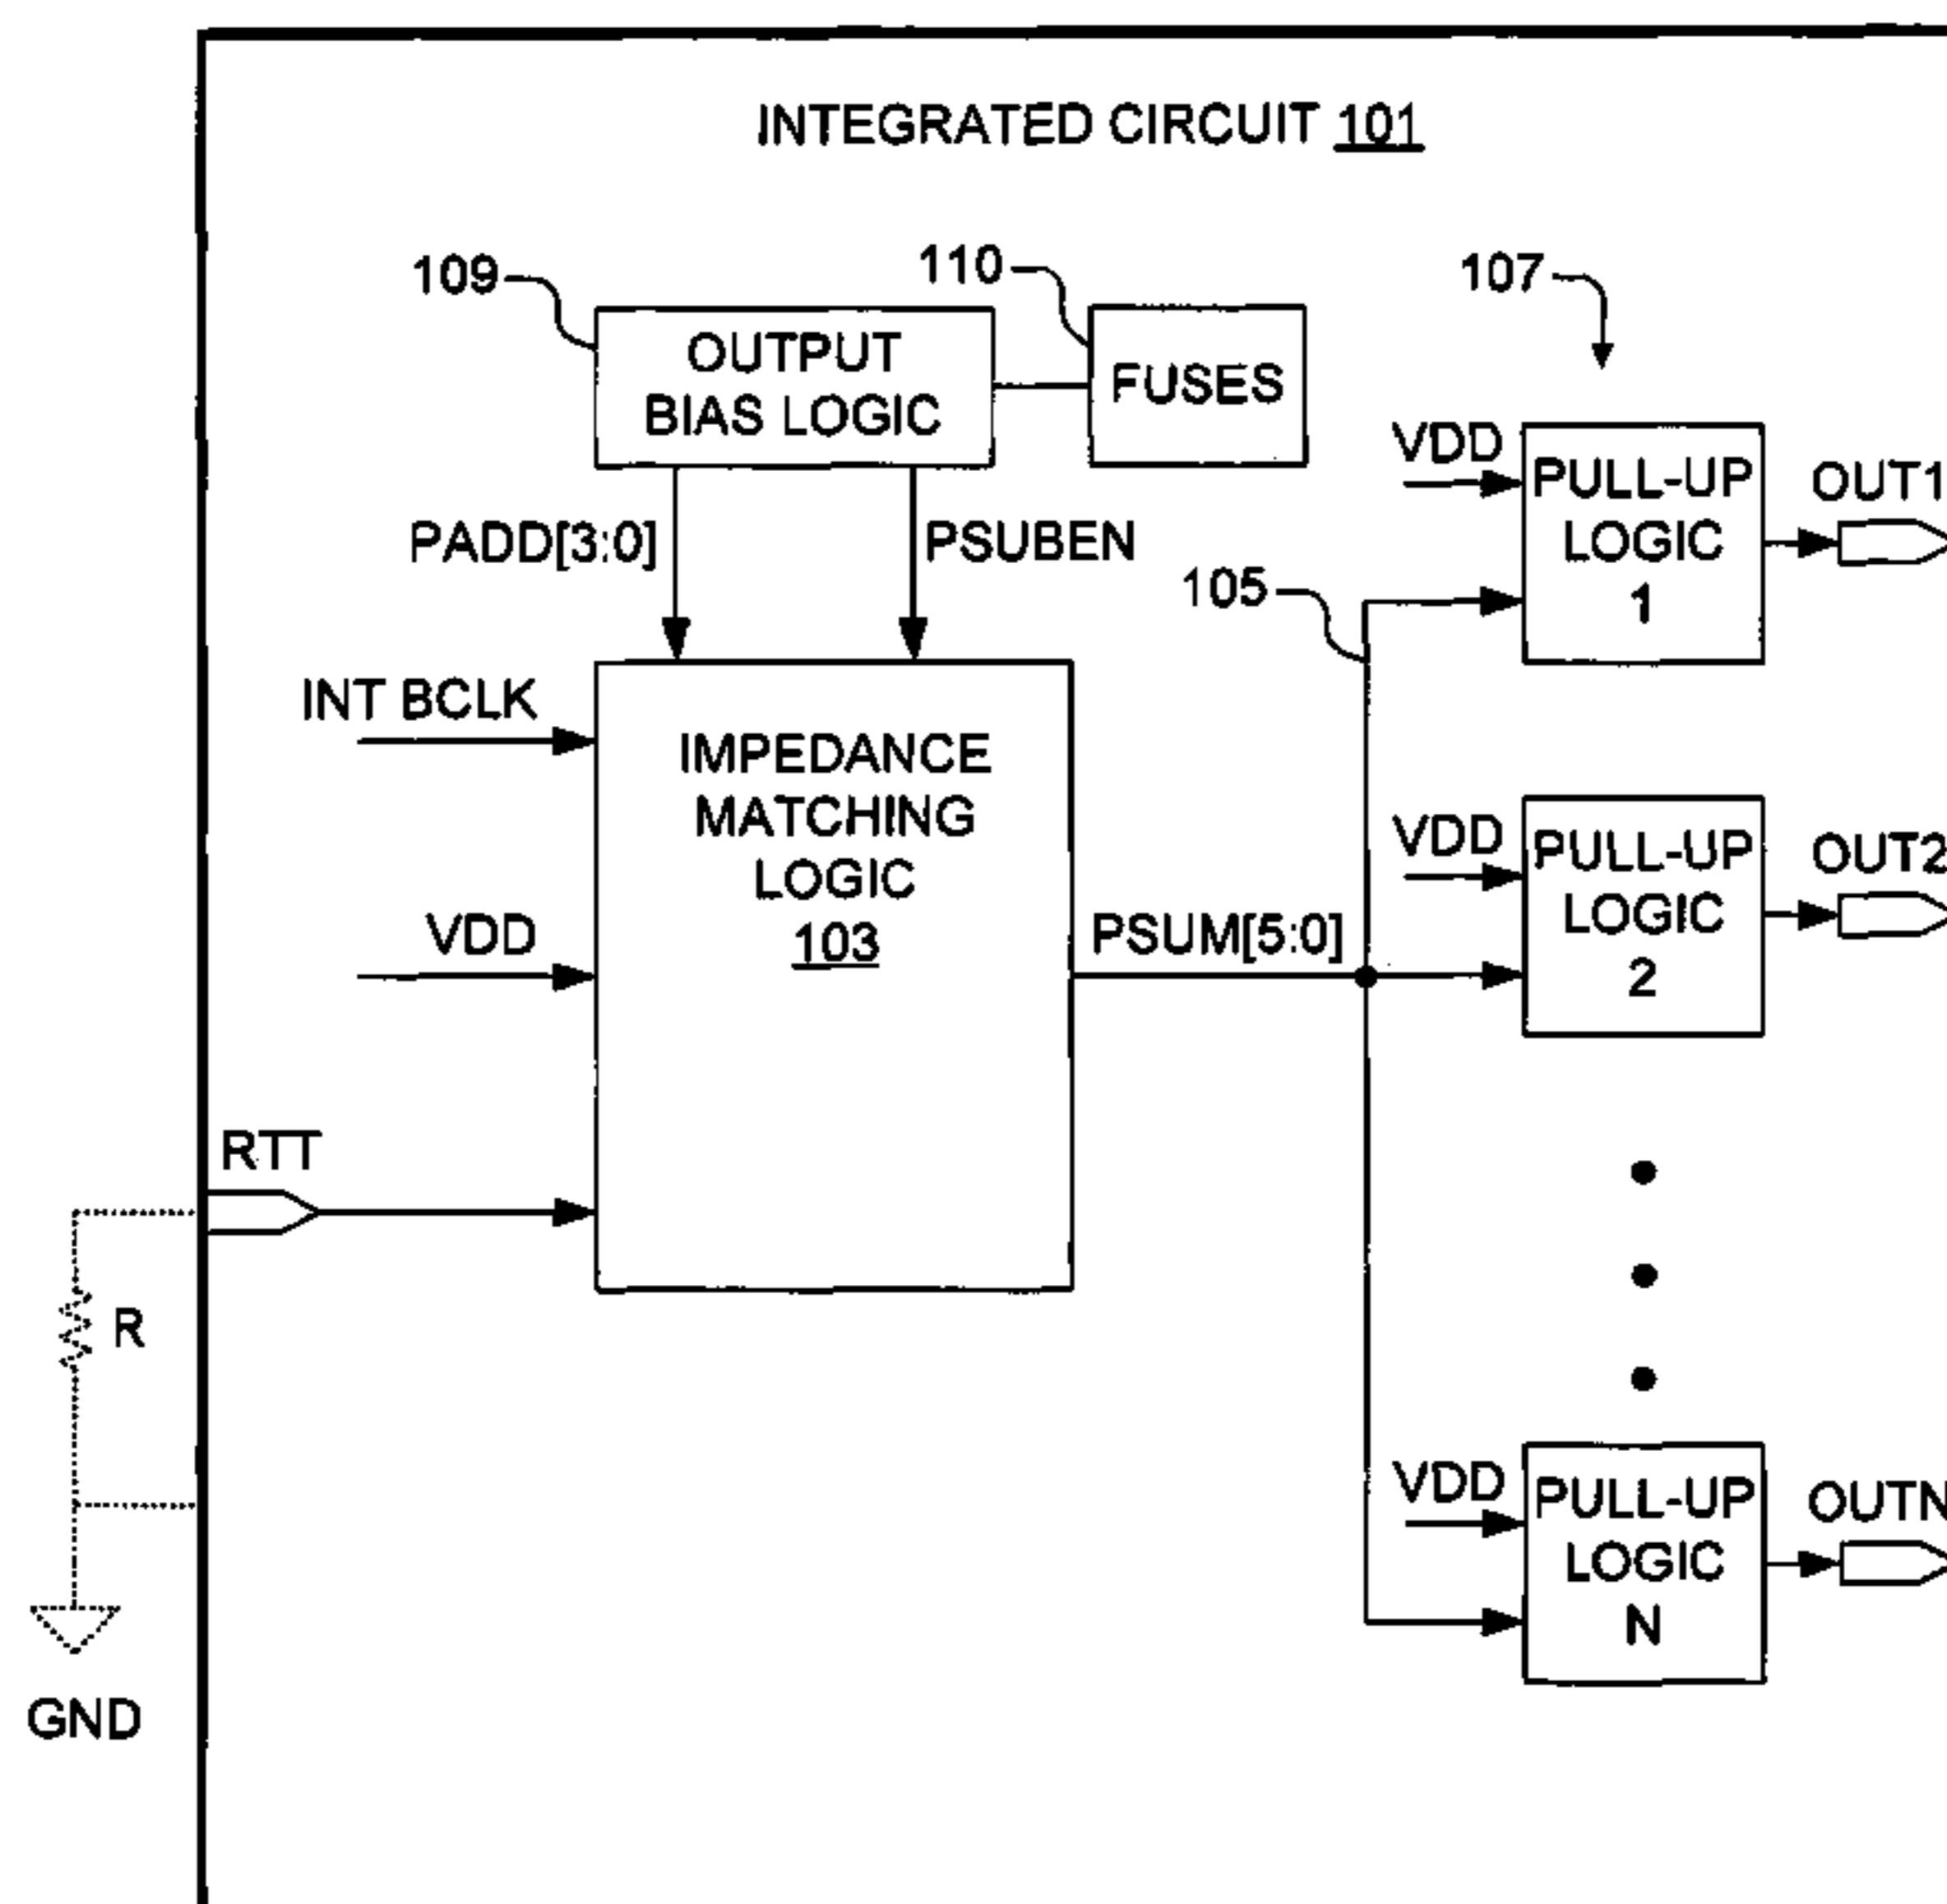 INTEGRATED CIRCUIT 101
109
110
107
OUTPUT
BIAS LOGIC
FUSES
VDD
PULL-UP
LOGIC
1
OUT1
PADD[3:0]
PSUBEN
105
INT BCLK
IMPEDANCE
MATCHING
LOGIC
103
VDD
PSUM[5:0]
VDD
PULL-UP
LOGIC
2
OUT2
RTT
R
GND
VDD
PULL-UP
LOGIC
N
OUTN